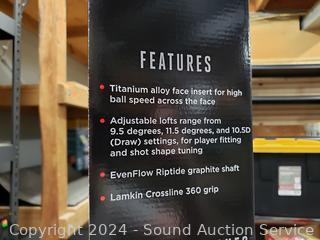 FEATURES
Titanium alloy face insert for high
ball speed across the face
Adjustable lofts range from
9.5 degrees, 11.5 degrees, and 10.5D
(Draw) settings, for player fitting
and shot shape tuning
EvenFlow Riptide graphite shaft
Lamkin Crossline 360 grip
Copyright 2024 - Sound Auction Service